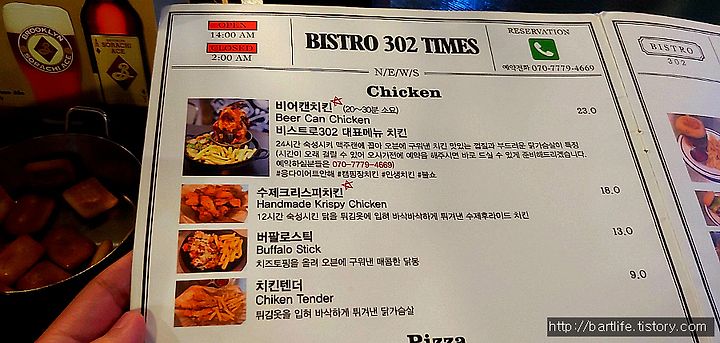 BROOKLYN
SORACHI
ACE
OPEN
14:00 AM
CLOSED
2:00 AM
BISTRO 302 TIMES
RESERVATION
예약전화 070-7779-4669
N/E/W/S
Chicken
비어캔치킨 (20~30분 소요) 23.0
Beer Can Chicken
비스트로302 대표메뉴 치킨
24시간 숙성시켜 맥주캔에 꼽아 오븐에 구워낸 치킨 맛있는 껍질과 부드러운 닭가슴살이 특징
(시간이 오래 걸릴 수 있어 오시기전에 예약을 해주시면 바로 드실 수 있게 준비해드리겠습니다.
예약하실분들은 070-7779-4669)
#응다이어트안해 #캠핑장치킨 #인생치킨 #불쇼
수제크리스피치킨 18.0
Handmade Krispy Chicken
12시간 숙성시킨 닭을 튀김옷에 입혀 바삭바삭하게 튀겨낸 수제후라이드 치킨
버팔로스틱 13.0
Buffalo Stick
치즈토핑을 올려 오븐에 구워낸 매콤한 닭봉
치킨텐더 9.0
Chiken Tender
튀김옷을 입혀 바삭하게 튀겨낸 닭가슴살
Pizza
BISTRO
302
http://bartlife.tistory.com